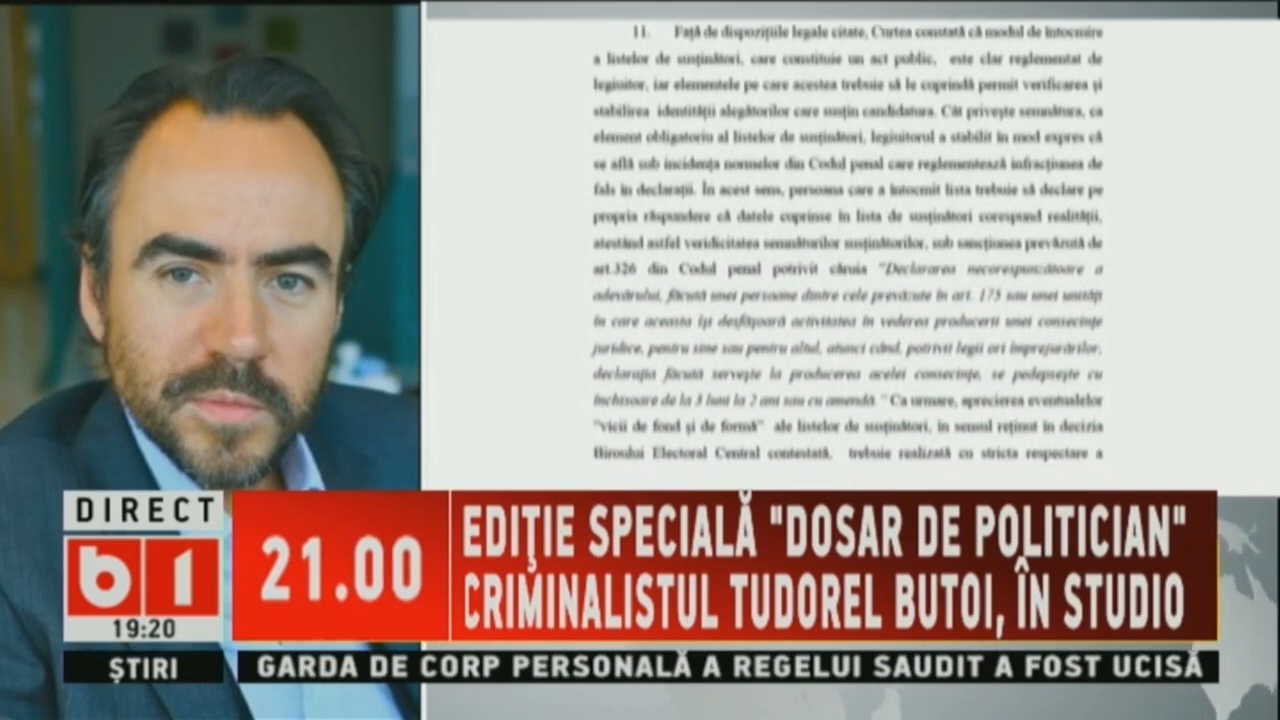 11. Față de dispozițiile legale citate, Curtea constată că modul de întocmire
a listelor de susținători, care constituie un act public, este clar reglementat de
legiuitor, iar elementele pe care acestea trebuie să le cuprindă permit verificarea și
stabilirea identității alegătorilor care susțin candidatura. Cât privește semnătura, ca
element obligatoriu al listelor de susținători, legiuitorul a stabilit în mod expres că
se află sub incidența normelor din Codul penal care reglementează infracțiunea de
fals în declarații. În acest sens, persoana care a întocmit lista trebuie să declare pe
propria răspundere că datele cuprinse în lista de susținători corespund realității,
atestând astfel veridicitatea semnăturilor susținătorilor, sub sancțiunea prevăzută de
art.326 din Codul penal potrivit căruia "Declararea necorespunzătoare a
adevărului, făcută unei persoane dintre cele prevăzute în art. 175 sau unei unități
în care aceasta își desfășoară activitatea în vederea producerii unei consecințe
juridice, pentru sine sau pentru altul, atunci când, potrivit legii ori împrejurărilor,
declarația făcută servește la producerea acelei consecințe, se pedepsește cu
închisoare de la 3 luni la 2 ani sau cu amendă." Ca urmare, aprecierea eventualelor
"vicii de fond și de formă" ale listelor de susținători, în sensul reținut în decizia
Biroului Electoral Central contestată, trebuie realizată cu stricta respectare a
DIRECT
b1
19:20
ȘTIRI
21.00
EDIȚIE SPECIALĂ "DOSAR DE POLITICIAN"
CRIMINALISTUL TUDOREL BUTOI, ÎN STUDIO
GARDA DE CORP PERSONALĂ A REGELUI SAUDIT A FOST UCISĂ